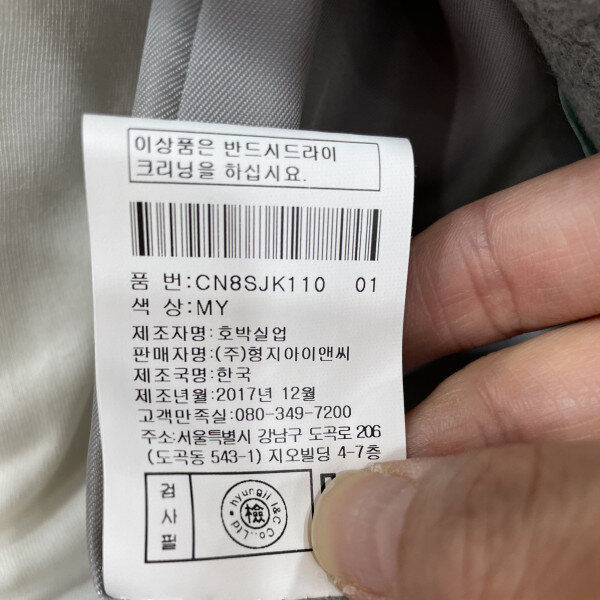 이상품은 반드시드라이
크리닝을 하십시요.
품 번:CN8SJK110 01
색 상:MY
제조자명:호박실업
판매자명:(주)형지아이앤씨
제조국명:한국
제조년월:2017년 12월
고객만족실:080-349-7200
주소:서울특별시 강남구 도곡로 206
(도곡동 543-1) 지오빌딩 4-7층
검사필
hyungji I&C Co.,Ltd
檢